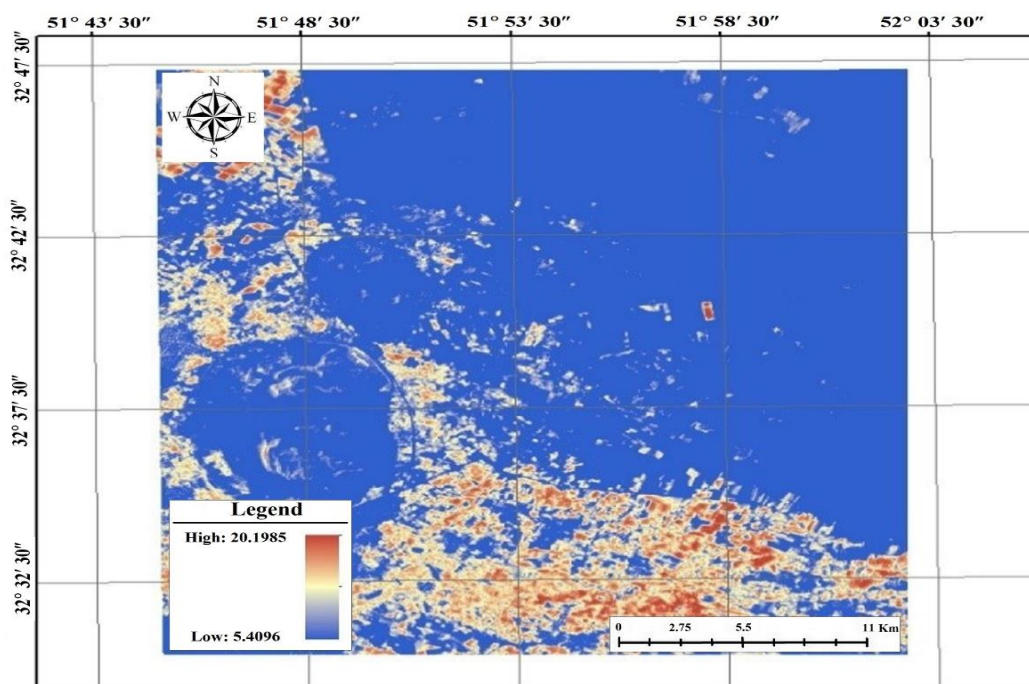 51° 43′ 30″ 51° 48′ 30″ 51° 53′ 30″ 51° 58′ 30″ 52° 03′ 30″
32° 47′ 30″
32° 42′ 30″
32° 37′ 30″
32° 32′ 30″
N
W E
S
Legend
High: 20.1985
Low: 5.4096
0 2.75 5.5 11 Km